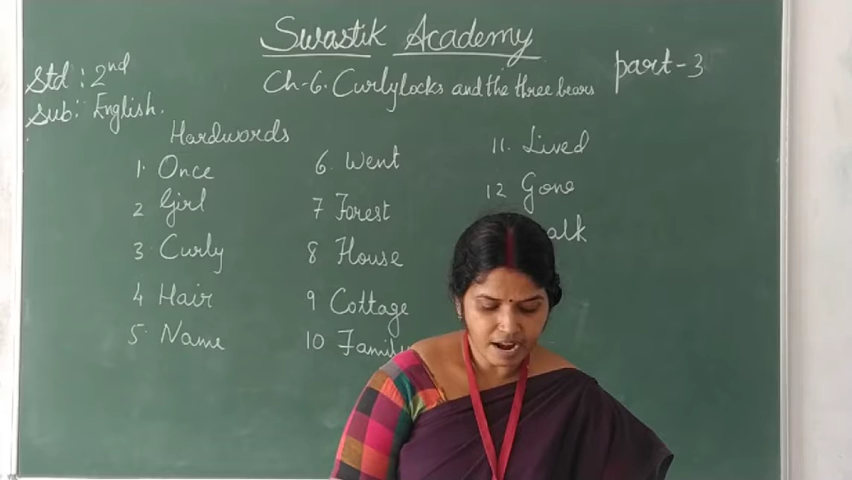 Swastik Academy
Std : 2nd
Sub: English.
Ch-6. Curlylocks and the three bears
part-3
Hardwords
1. Once
2 Girl
3 Curly
4 Hair
5. Name
6. Went
7 Forest
8 House
9 Cottage
10 Family
11. Lived
12 Gone